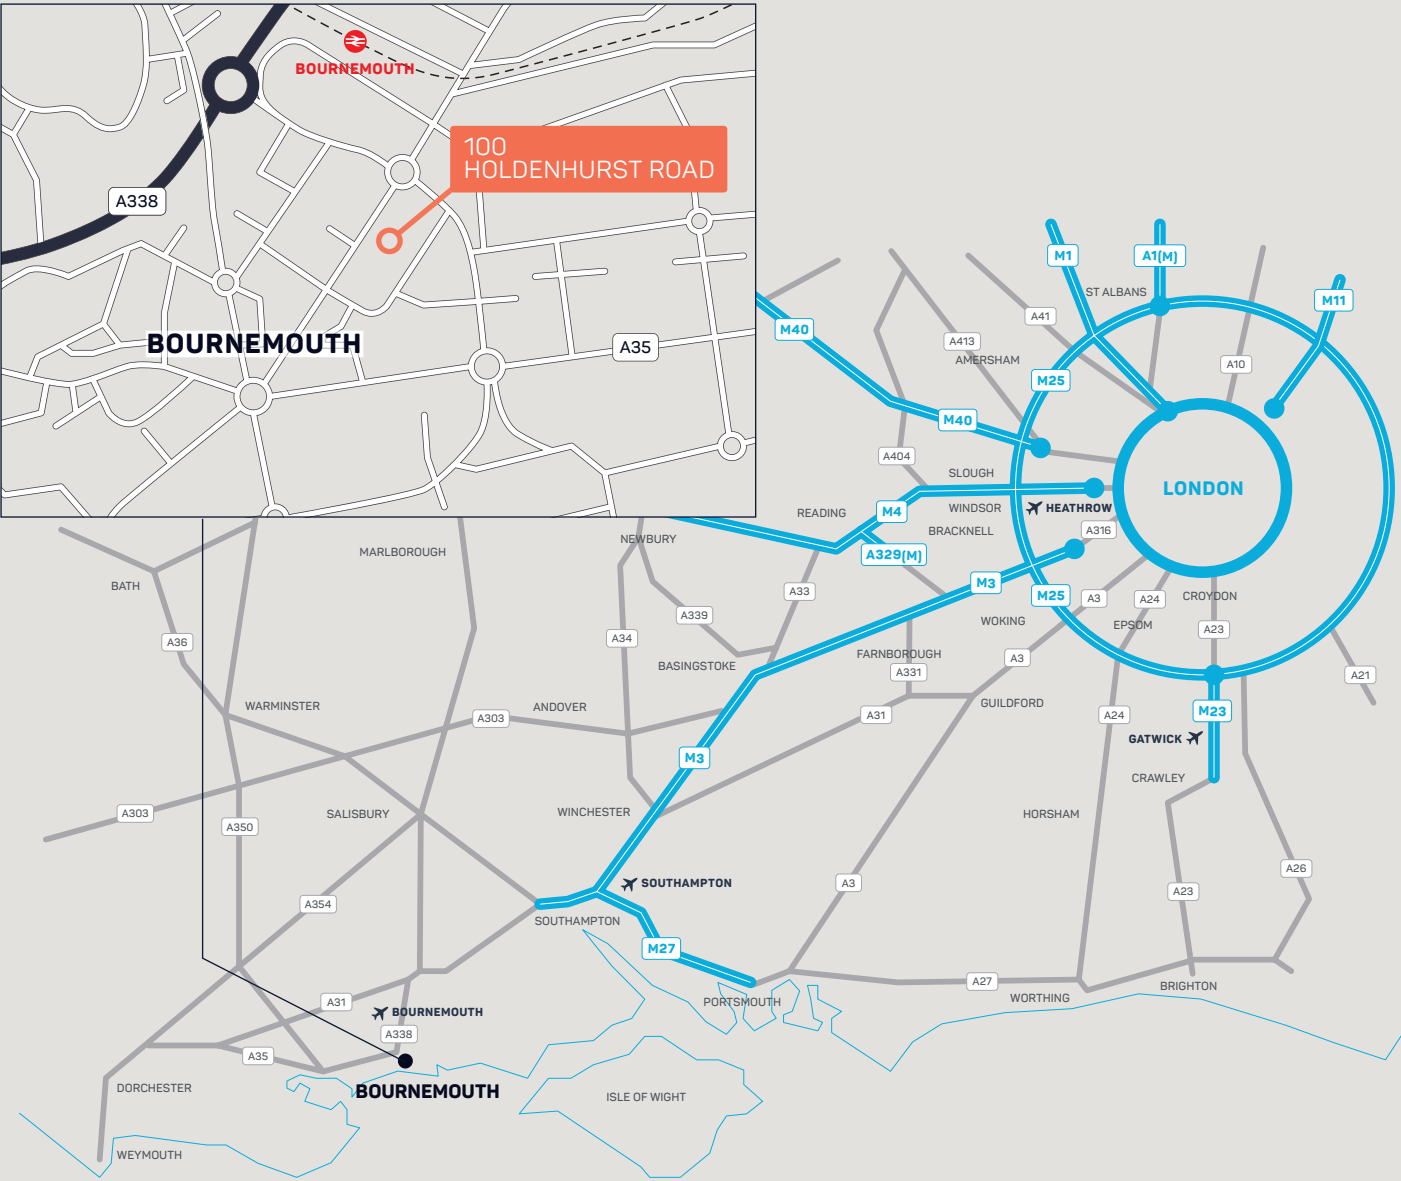 BOURNEMOUTH
100
HOLDENHURST ROAD
A338
BOURNEMOUTH
A35
M1
A1(M)
ST ALBANS
M11
A41
M40
A413
AMERSHAM
A10
M25
M40
A404
SLOUGH
LONDON
READING
M4
WINDSOR
HEATHROW
BRACKNELL
A316
NEWBURY
MARLBOROUGH
A329(M)
BATH
M3
A33
M25
A3
A24
CROYDON
A339
WOKING
EPSOM
A23
A36
A34
BASINGSTOKE
FARNBOROUGH
A3
A331
A21
WARMINSTER
ANDOVER
GUILDFORD
A303
A31
A24
M23
GATWICK
M3
CRAWLEY
A303
SALISBURY
WINCHESTER
HORSHAM
A350
A26
SOUTHAMPTON
A3
A23
A354
SOUTHAMPTON
M27
A27
BRIGHTON
PORTSMOUTH
WORTHING
A31
BOURNEMOUTH
A338
A35
DORCHESTER
BOURNEMOUTH
ISLE OF WIGHT
WEYMOUTH